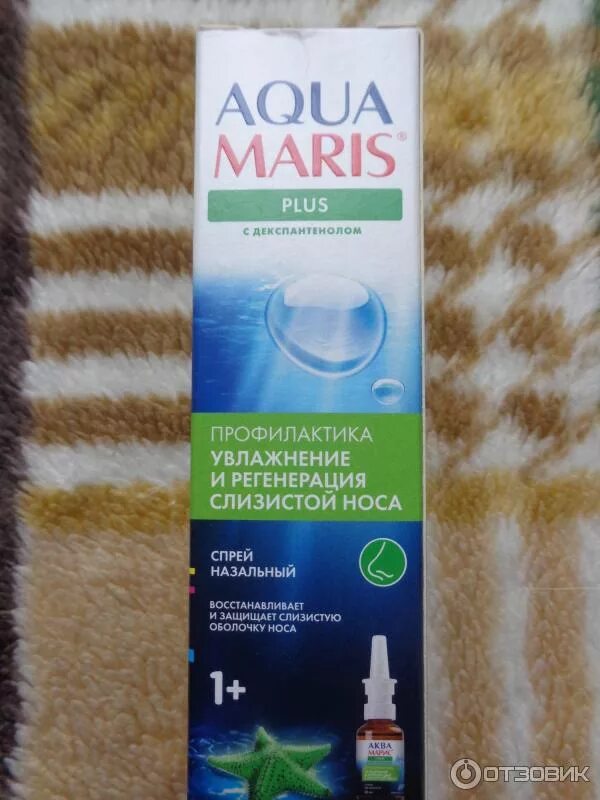 AQUA
MARIS®
PLUS
С ДЕКСПАНТЕНОЛОМ
ПРОФИЛАКТИКА
УВЛАЖНЕНИЕ
И РЕГЕНЕРАЦИЯ
СЛИЗИСТОЙ НОСА
СПРЕЙ
НАЗАЛЬНЫЙ
ВОССТАНАВЛИВАЕТ
И ЗАЩИЩАЕТ СЛИЗИСТУЮ
ОБОЛОЧКУ НОСА
1+
АКВА
МАРИС
ОТЗОВИК